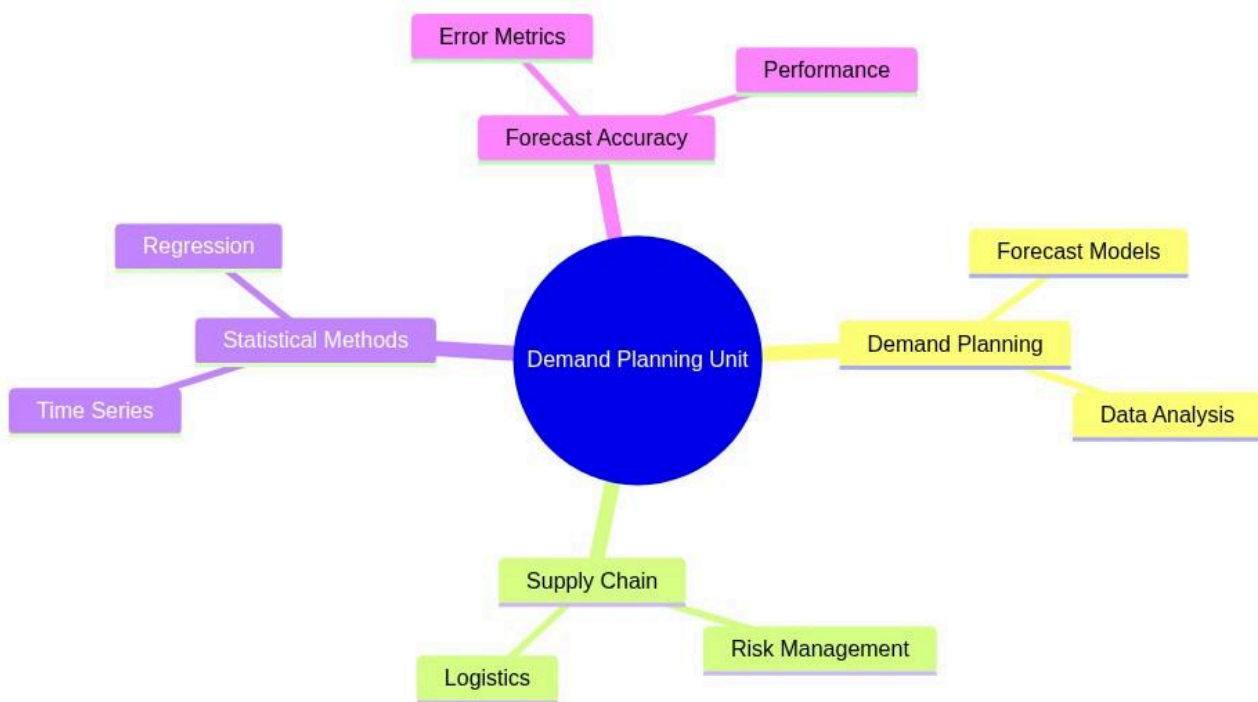 Error Metrics
Performance
Forecast Accuracy
Regression
Forecast Models
Statistical Methods
Demand Planning Unit
Demand Planning
Time Series
Data Analysis
Supply Chain
Risk Management
Logistics